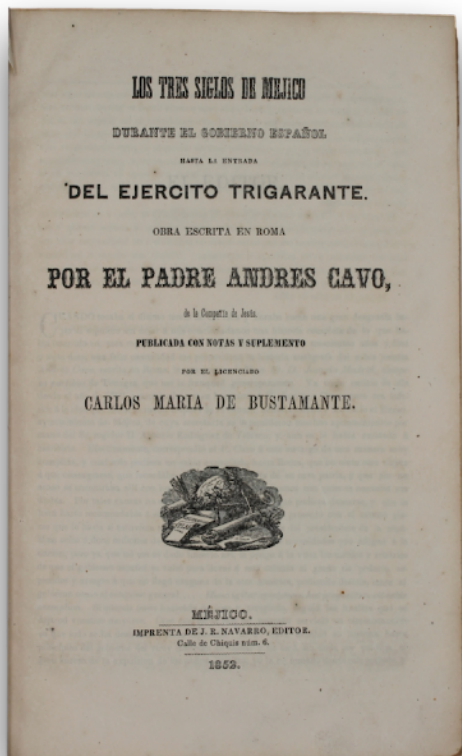 LOS TRES SIGLOS DE MEJICO
DURANTE EL GOBIERNO ESPAÑOL
HASTA LA ENTRADA
DEL EJERCITO TRIGARANTE.
OBRA ESCRITA EN ROMA
POR EL PADRE ANDRES CAVO,
de la Compañia de Jesús.
PUBLICADA CON NOTAS Y SUPLEMENTO
POR EL LICENCIADO
CARLOS MARIA DE BUSTAMANTE.
MÉJICO.
IMPRENTA DE J. R. NAVARRO, EDITOR.
Calle de Chiquis núm. 6.
1852.